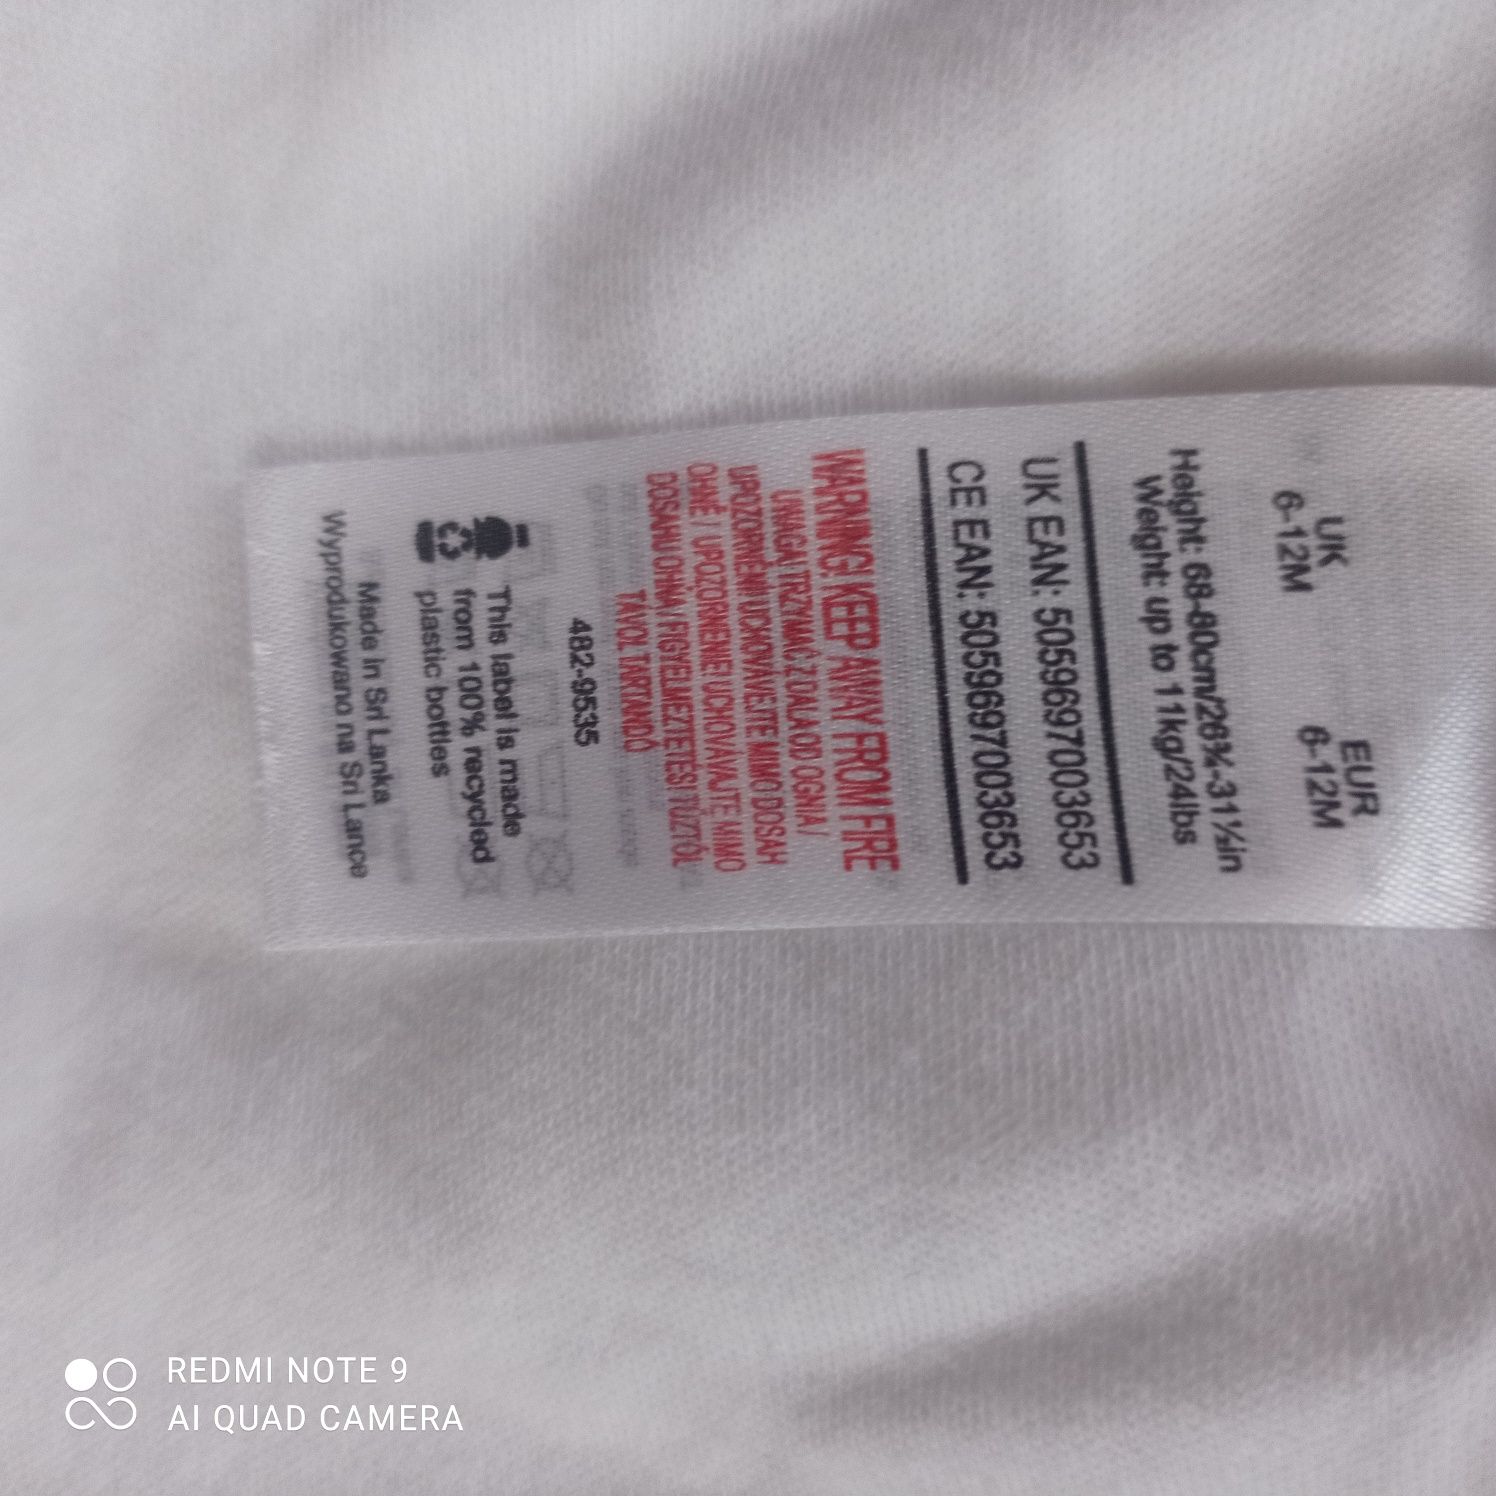 UK EUR
6-12M 6-12M
Height: 68-80cm/26¾-31½in
Weight: up to 11kg/24lbs
UK EAN: 5059697003653
CE EAN: 5059697003653
WARNING! KEEP AWAY FROM FIRE
UWAGA! TRZYMAĆ Z DALA OD OGNIA /
UPOZORNĚNÍ! UCHOVÁVEJTE MIMO DOSAH
OHNĚ / UPOZORNENIE! UCHOVÁVAJTE MIMO
DOSAHU OHŇA / FIGYELMEZTETÉS! TŰZTŐL
TÁVOL TARTANDÓ
482-9535
This label is made
from 100% recycled
plastic bottles
Made in Sri Lanka
Wyprodukowano na Sri Lance
REDMI NOTE 9
AI QUAD CAMERA